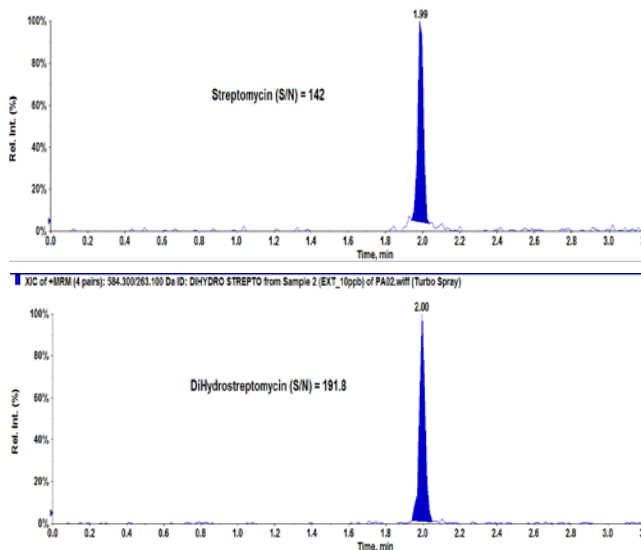 1.99
100%
80%
60%
40%
20%
0%
Rel. Int. (%)
Streptomycin (S/N) = 142
0.0 0.2 0.4 0.6 0.8 1.0 1.2 1.4 1.6 1.8 2.0 2.2 2.4 2.6 2.8 3.0
Time, min
XIC of +MRM (4 pairs): 584.300/263.100 Da ID: DIHYDRO STREPTO from Sample 2 (EXT_10ppb) of PA02.wiff (Turbo Spray)
2.00
100%
80%
60%
40%
20%
0%
Rel. Int. (%)
DiHydrostreptomycin (S/N) = 191.8
0.0 0.2 0.4 0.6 0.8 1.0 1.2 1.4 1.6 1.8 2.0 2.2 2.4 2.6 2.8 3.0
Time, min